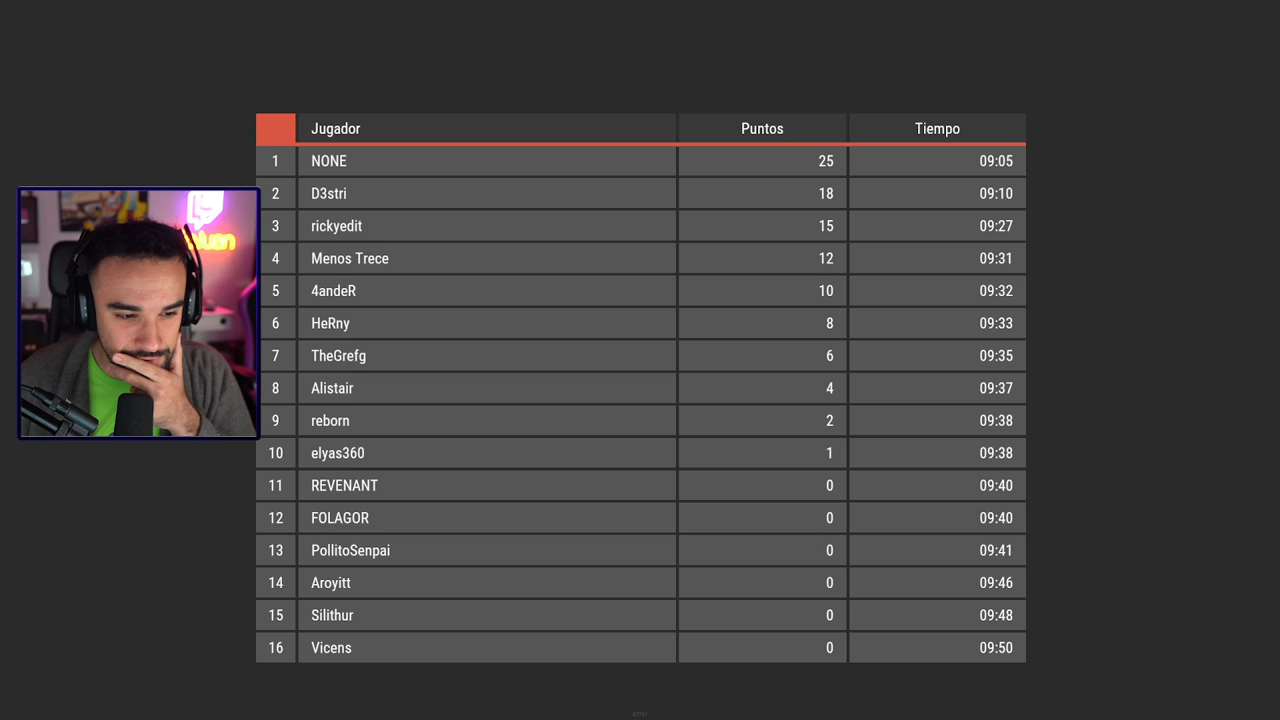 Jugador Puntos Tiempo
1 NONE 25 09:05
2 D3stri 18 09:10
3 rickyedit 15 09:27
4 Menos Trece 12 09:31
5 4andeR 10 09:32
6 HeRny 8 09:33
7 TheGrefg 6 09:35
8 Alistair 4 09:37
9 reborn 2 09:38
10 elyas360 1 09:38
11 REVENANT 0 09:40
12 FOLAGOR 0 09:40
13 PollitoSenpai 0 09:41
14 Aroyitt 0 09:46
15 Silithur 0 09:48
16 Vicens 0 09:50